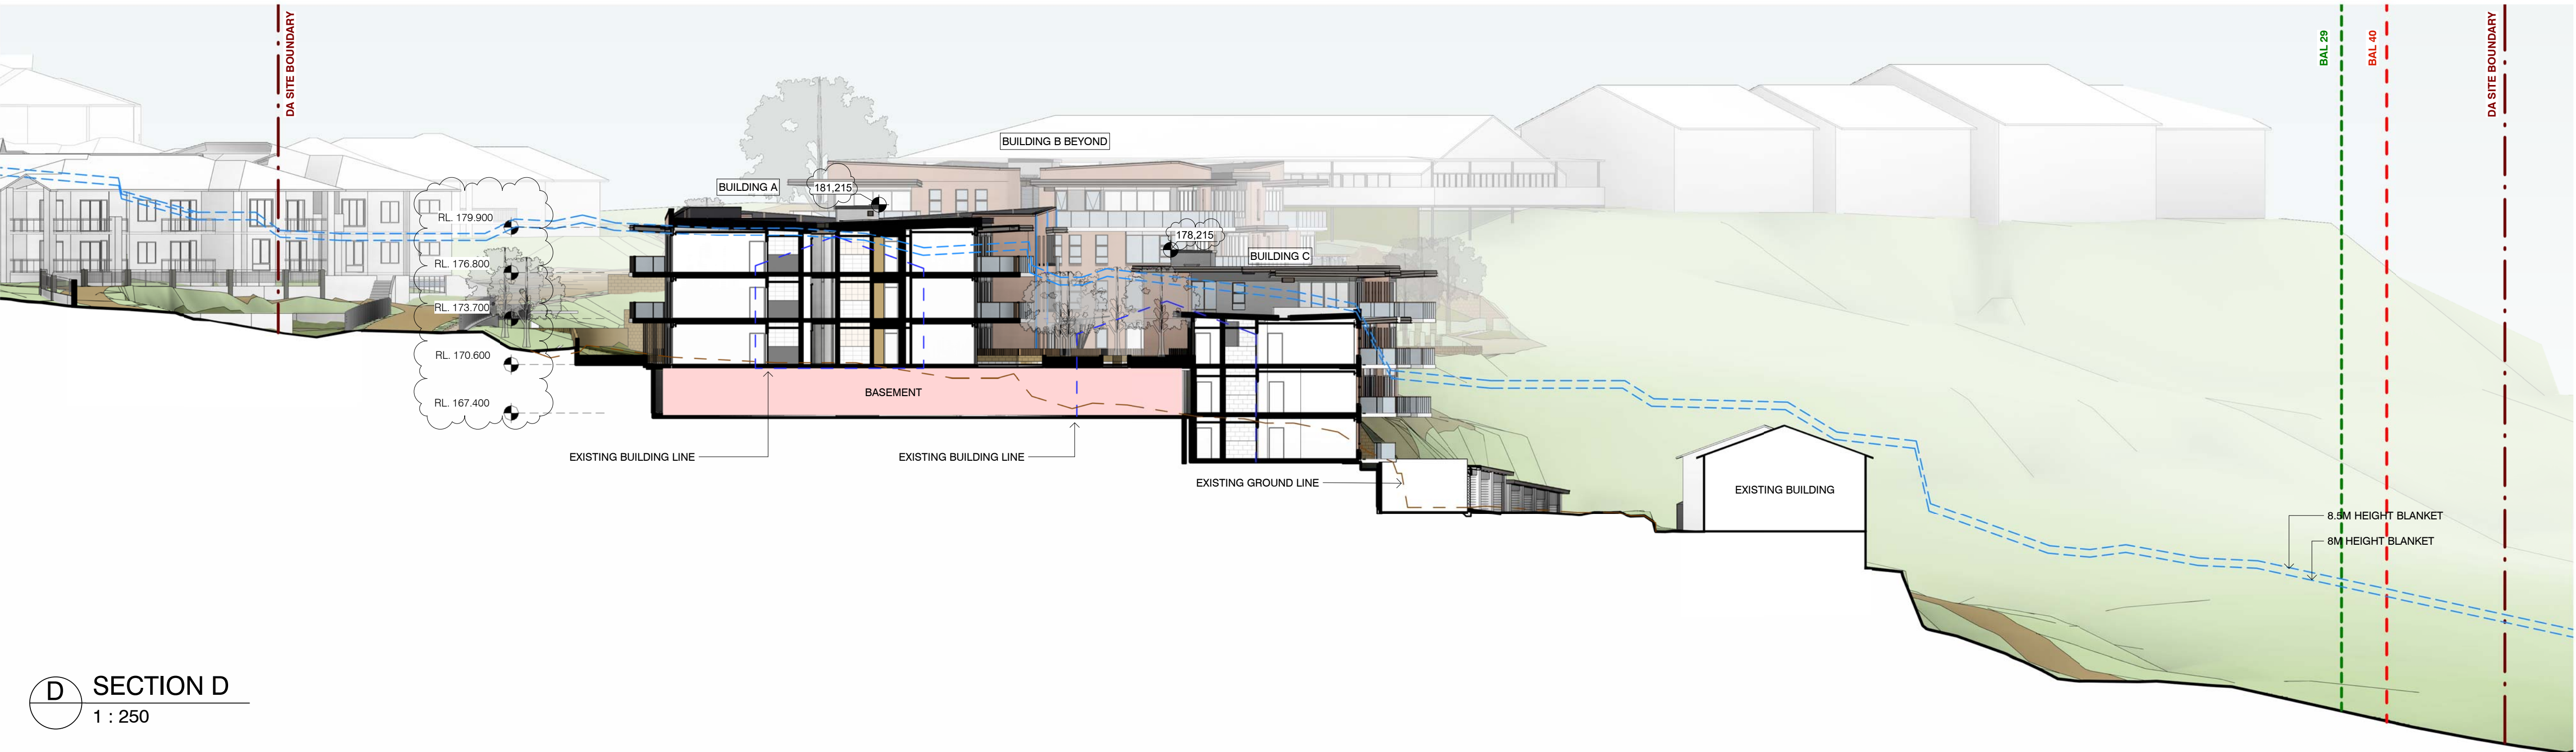 DA SITE BOUNDARY
BAL 29
BAL 40
DA SITE BOUNDARY
BUILDING B BEYOND
BUILDING A
181,215
RL. 179.900
178,215
BUILDING C
RL. 176.800
RL. 173.700
RL. 170.600
RL. 167.400
BASEMENT
EXISTING BUILDING LINE
EXISTING BUILDING LINE
EXISTING GROUND LINE
EXISTING BUILDING
8.5M HEIGHT BLANKET
8M HEIGHT BLANKET
D
SECTION D
1 : 250